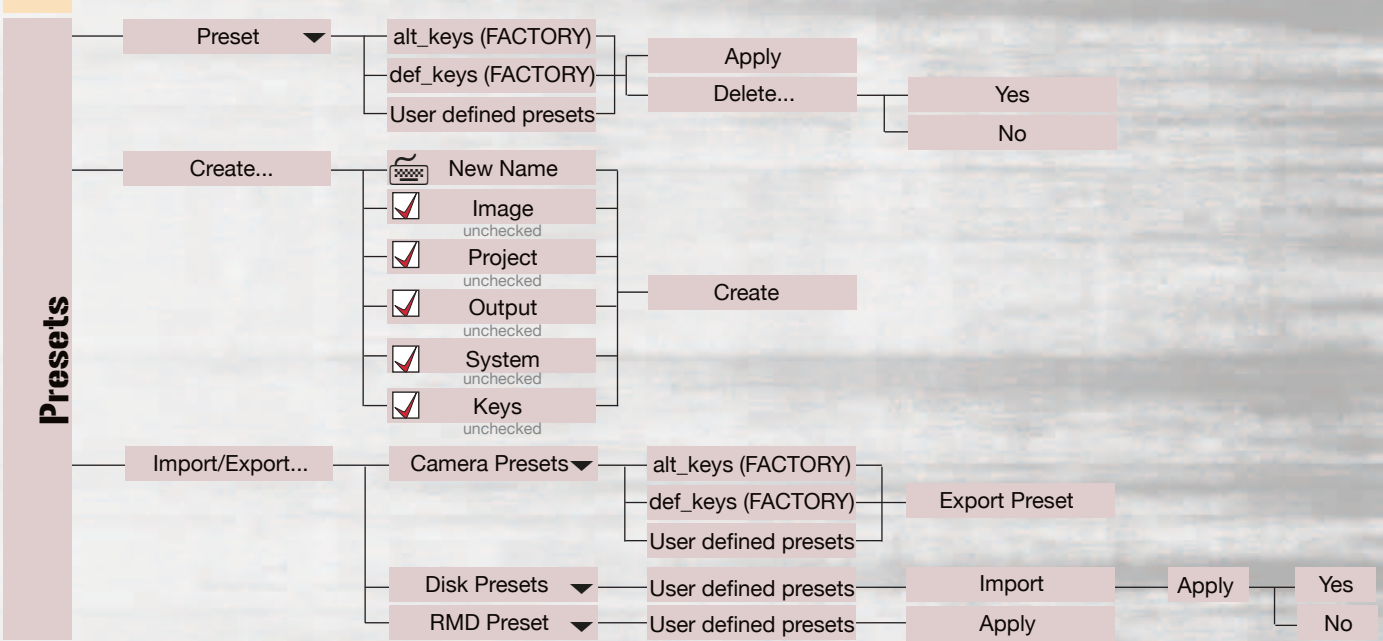 Presets
Preset
alt_keys (FACTORY)
def_keys (FACTORY)
User defined presets
Apply
Delete...
Yes
No
Create...
New Name
Image
unchecked
Project
unchecked
Output
unchecked
System
unchecked
Keys
unchecked
Create
Import/Export...
Camera Presets
alt_keys (FACTORY)
def_keys (FACTORY)
User defined presets
Export Preset
Disk Presets
User defined presets
Import
Apply
Yes
No
RMD Preset
User defined presets
Apply